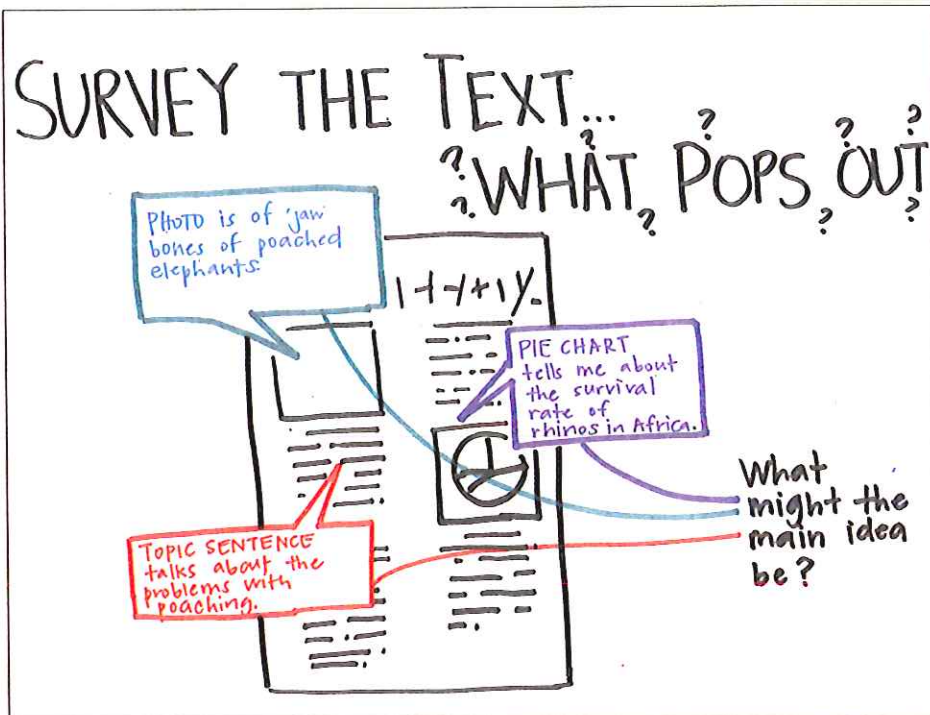 SURVEY THE TEXT...
? WHAT POPS OUT
PHOTO is of jaw
bones of poached
elephants.
PIE CHART
tells me about
the survival
rate of
rhinos in Africa.
TOPIC SENTENCE
talks about the
problems with
poaching.
What
might the
main idea
be?